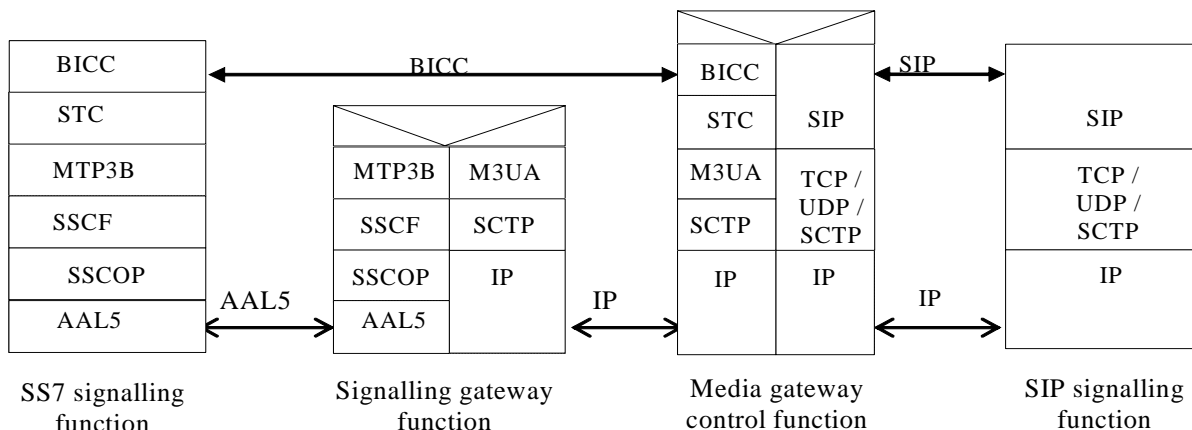 BICC
STC
MTP3B
SSCF
SSCOP
AAL5
SS7 signalling
function
BICC
AAL5
MTP3B
SSCF
SSCOP
AAL5
M3UA
SCTP
IP
Signalling gateway
function
IP
BICC
STC
M3UA
SCTP
IP
SIP
TCP /
UDP /
SCTP
IP
Media gateway
control function
SIP
IP
SIP
TCP /
UDP /
SCTP
IP
SIP signalling
function